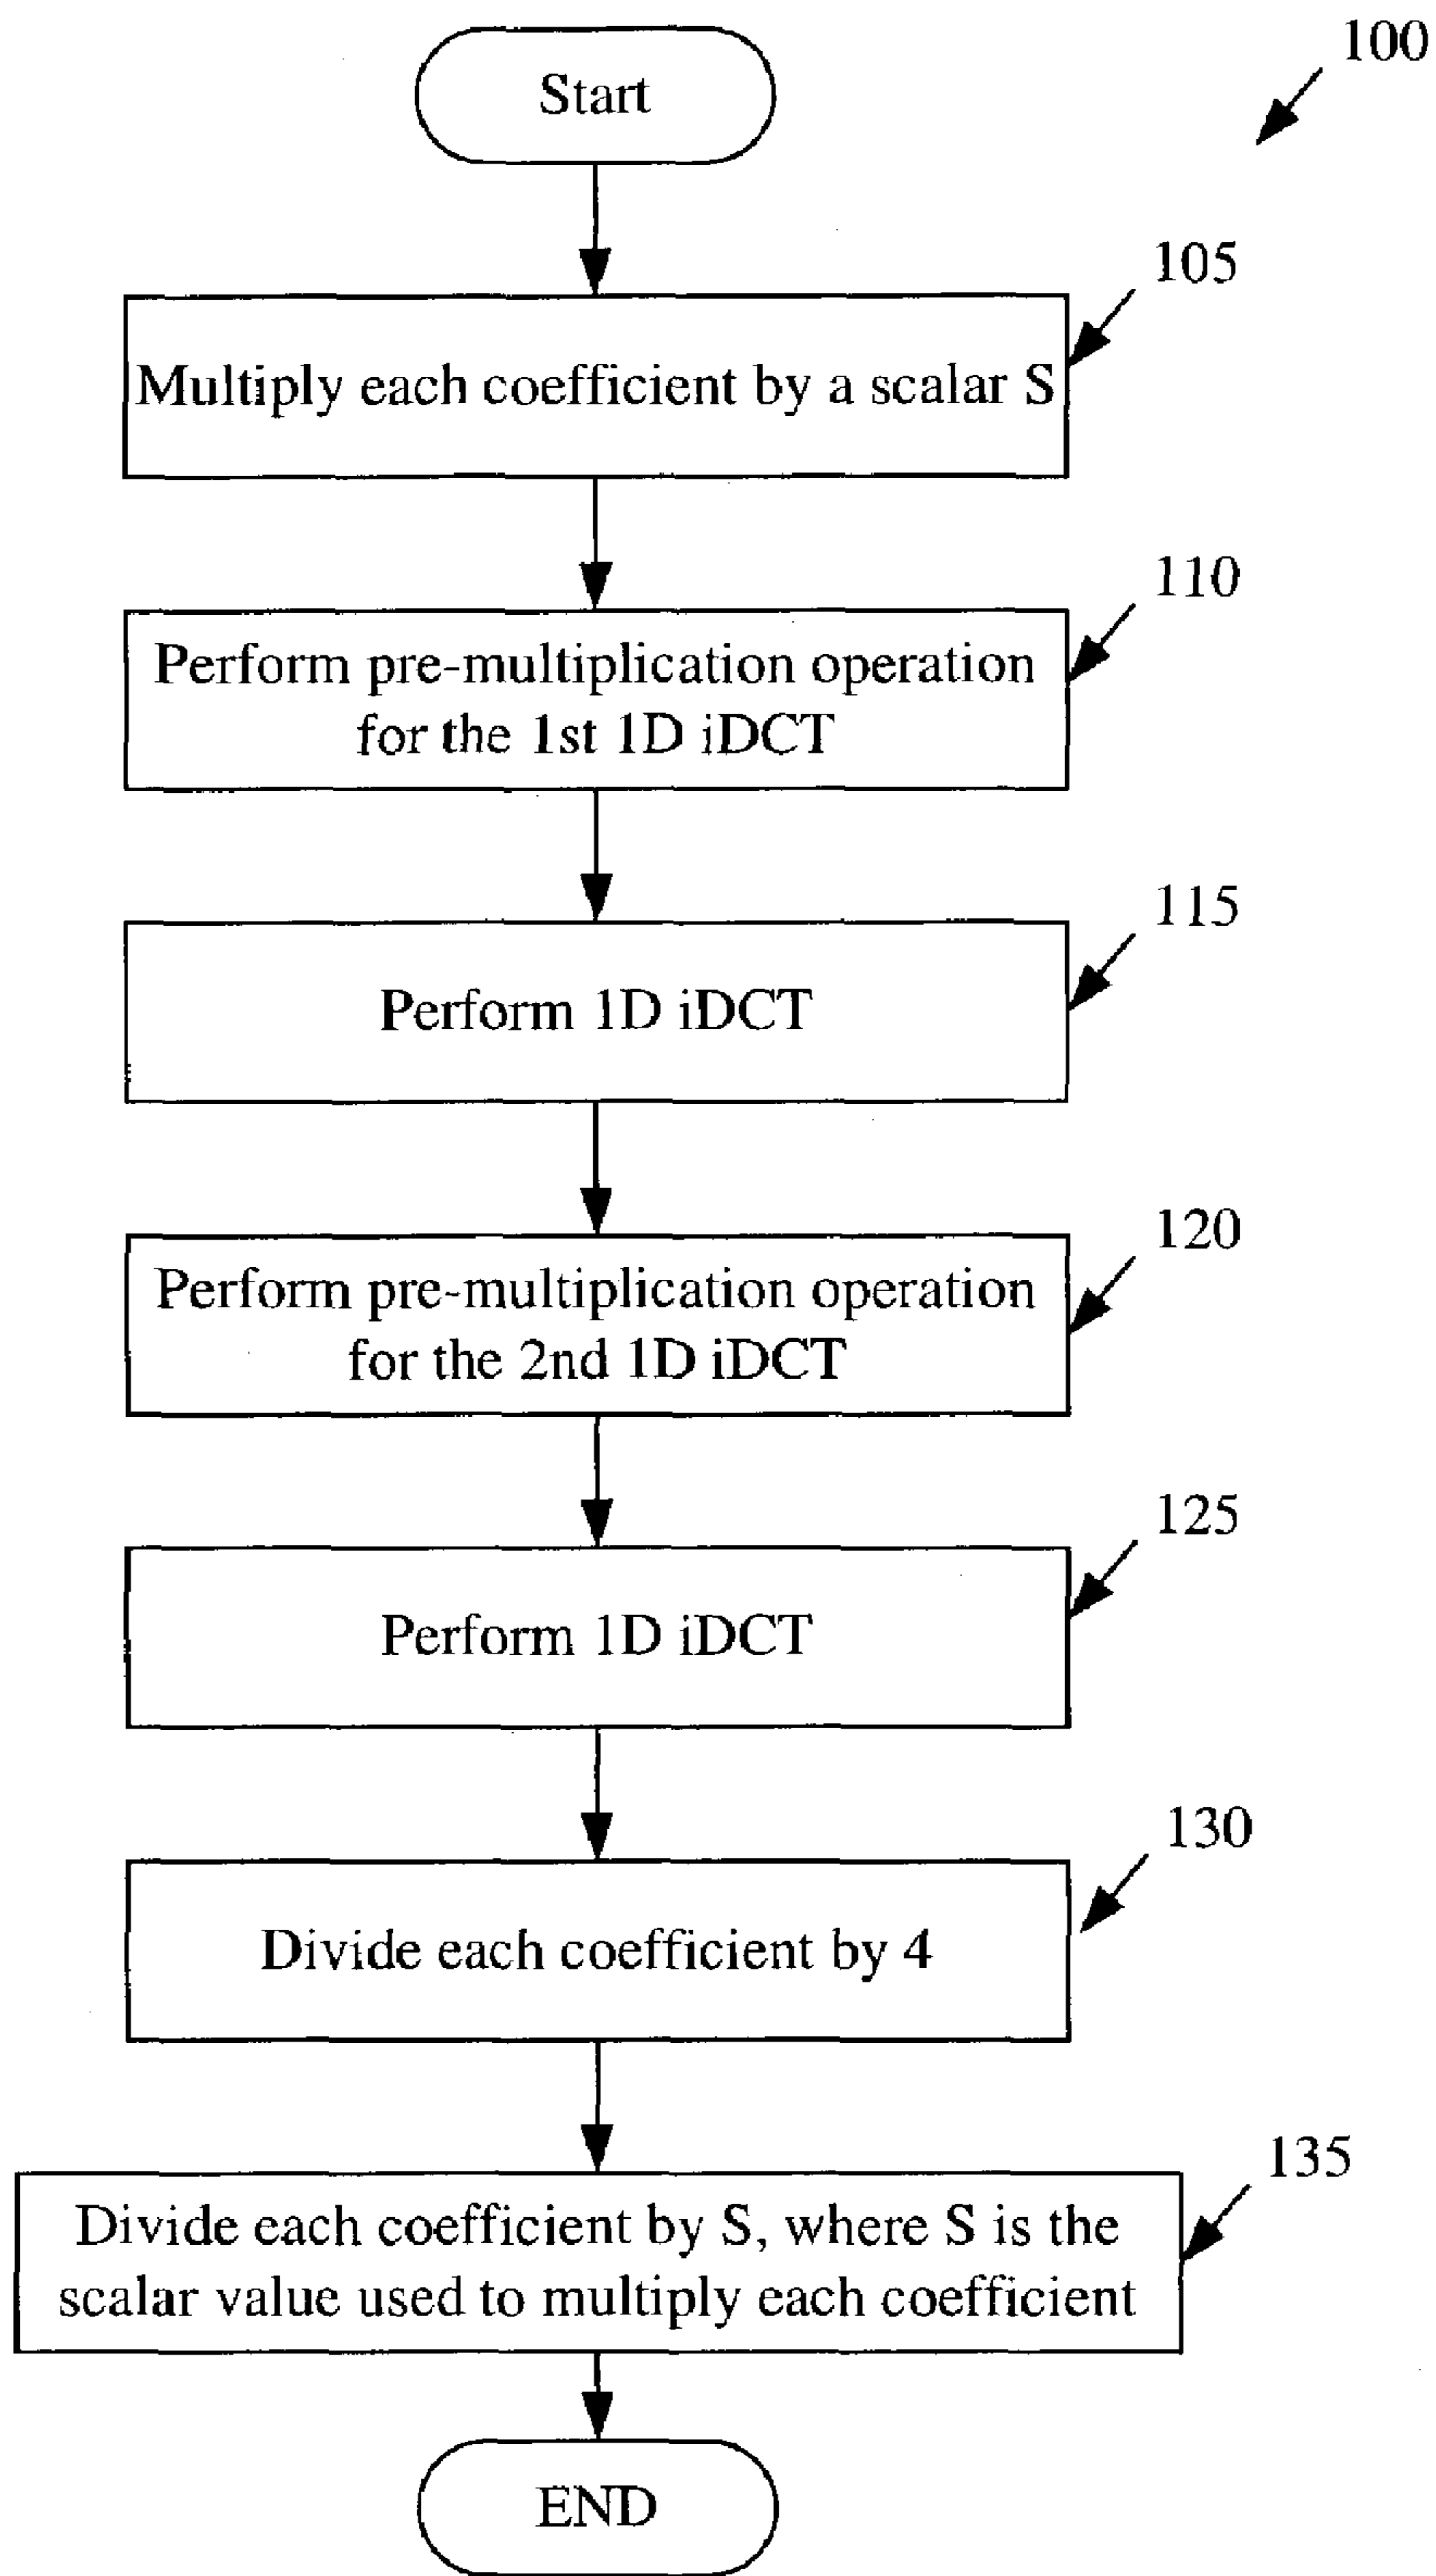 100
Start
105
Multiply each coefficient by a scalar S
110
Perform pre-multiplication operation
for the 1st 1D iDCT
115
Perform 1D iDCT
120
Perform pre-multiplication operation
for the 2nd 1D iDCT
125
Perform 1D iDCT
130
Divide each coefficient by 4
135
Divide each coefficient by S, where S is the
scalar value used to multiply each coefficient
END